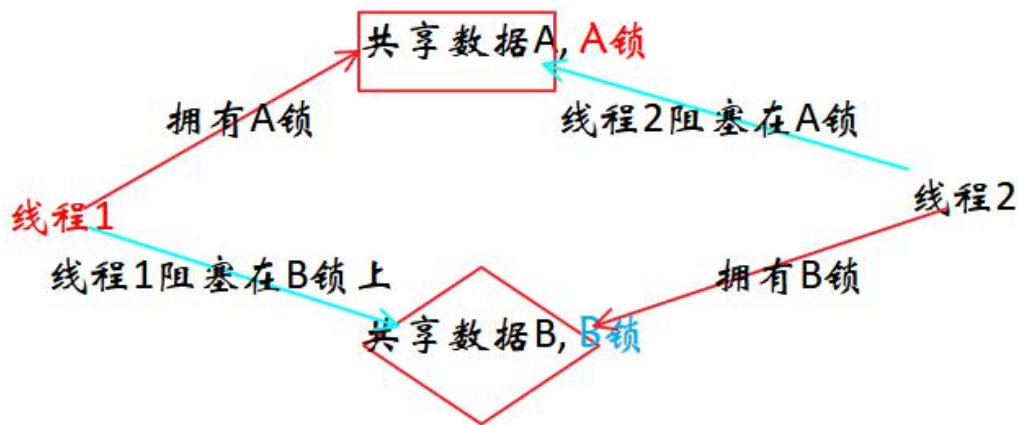 共享数据A, A锁
拥有A锁
线程2阻塞在A锁
线程1
线程2
线程1阻塞在B锁上
拥有B锁
共享数据B, B锁